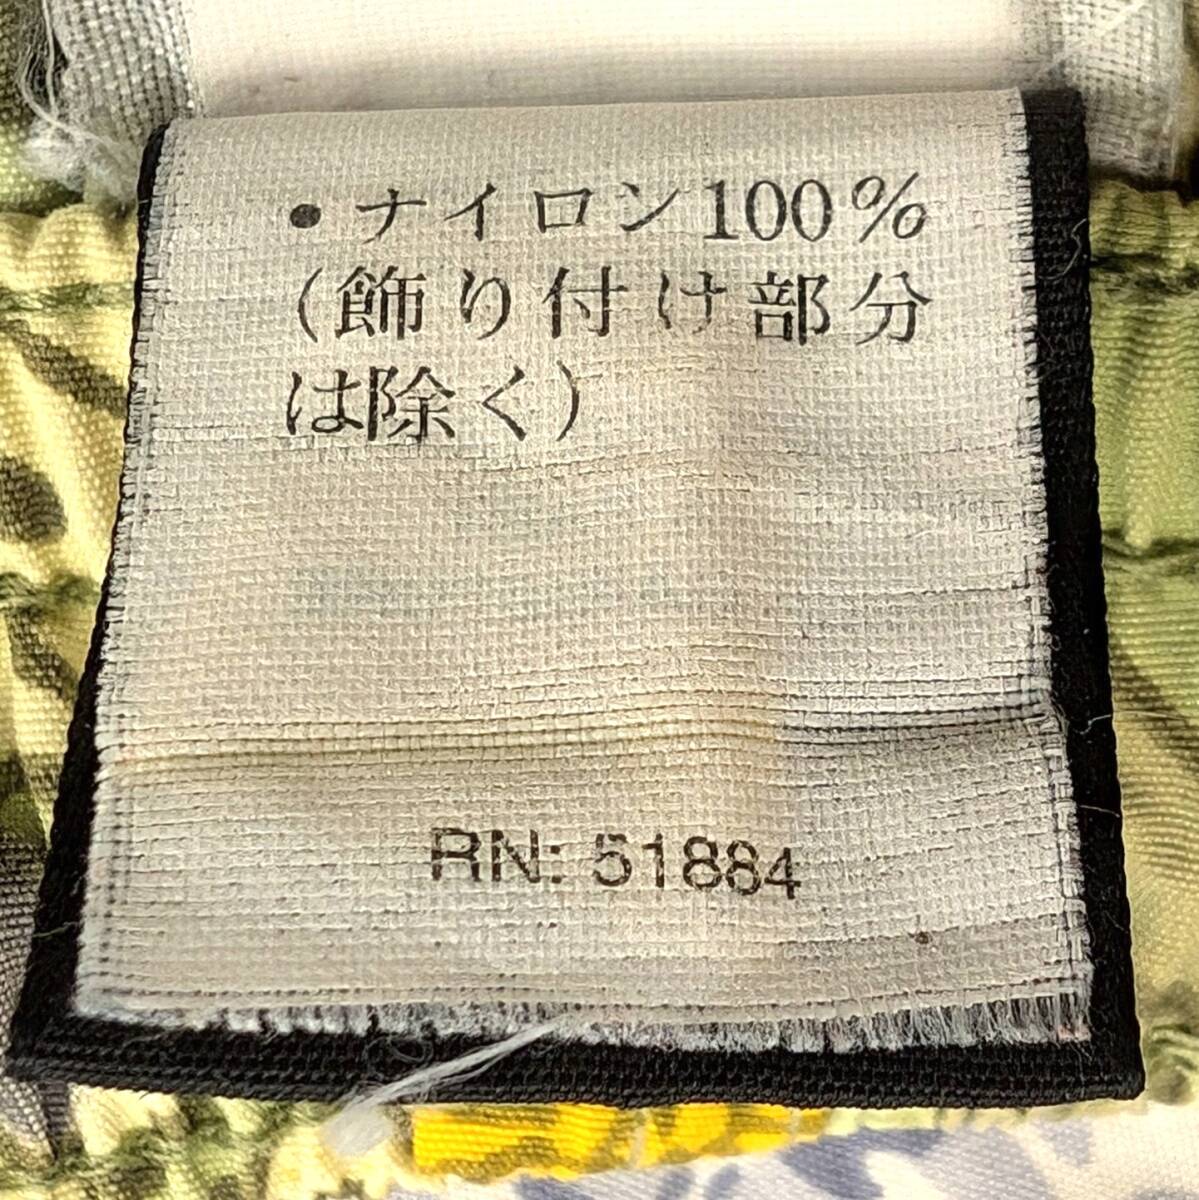 ●ナイロン100%
(飾り付け部分
は除く)
RN: 51884